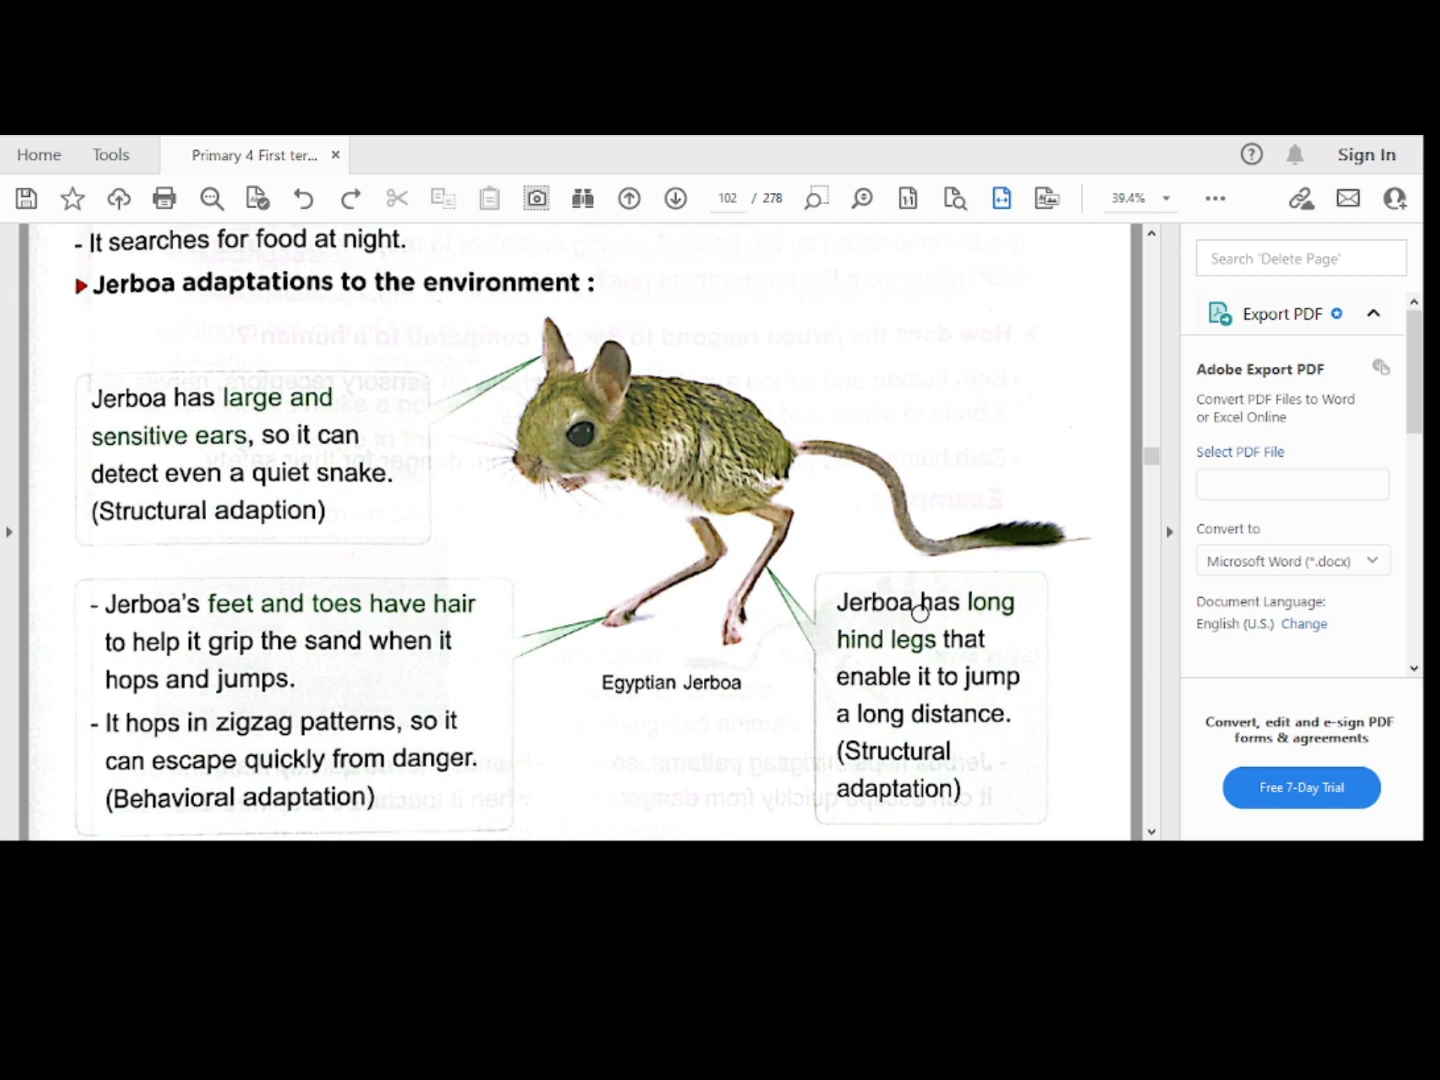 Home
Tools
Primary 4 First ter...
Sign In
102 / 278
39.4%
- It searches for food at night.
Jerboa adaptations to the environment :
Jerboa has large and
sensitive ears, so it can
detect even a quiet snake.
(Structural adaption)
- Jerboa's feet and toes have hair
to help it grip the sand when it
hops and jumps.
- It hops in zigzag patterns, so it
can escape quickly from danger.
(Behavioral adaptation)
Egyptian Jerboa
Jerboa has long
hind legs that
enable it to jump
a long distance.
(Structural
adaptation)
Search 'Delete Page'
Export PDF
Adobe Export PDF
Convert PDF Files to Word
or Excel Online
Select PDF File
Convert to
Microsoft Word (*.docx)
Document Language:
English (U.S.) Change
Convert, edit and e-sign PDF
forms & agreements
Free 7-Day Trial